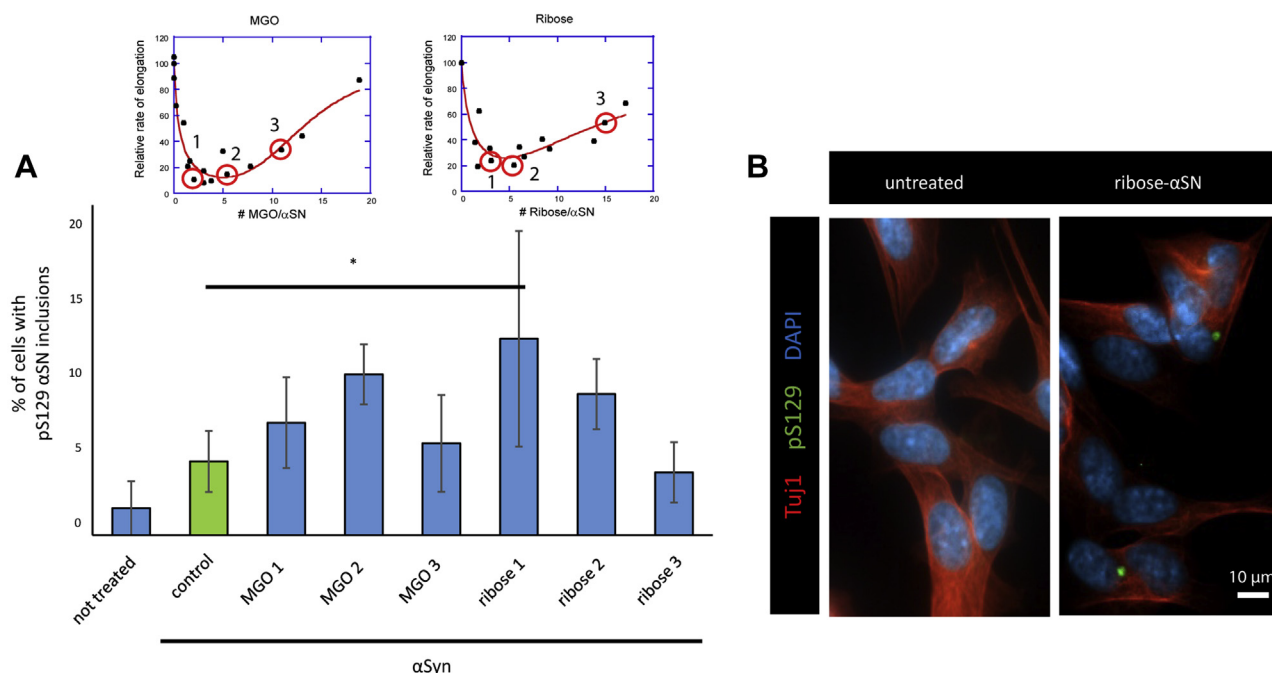 MGO
Relative rate of elongation
120
100
80
60
40
20
0
1
2
3
0
5
10
15
20
# MGO/αSN
Ribose
Relative rate of elongation
120
100
80
60
40
20
0
1
2
3
0
5
10
15
20
# Ribose/αSN
A
% of cells with
pS129 αSN inclusions
20
15
10
5
0
*
not treated
control
MGO 1
MGO 2
MGO 3
ribose 1
ribose 2
ribose 3
αSyn
B
untreated
ribose-αSN
Tuj1 pS129 DAPI
10 μm